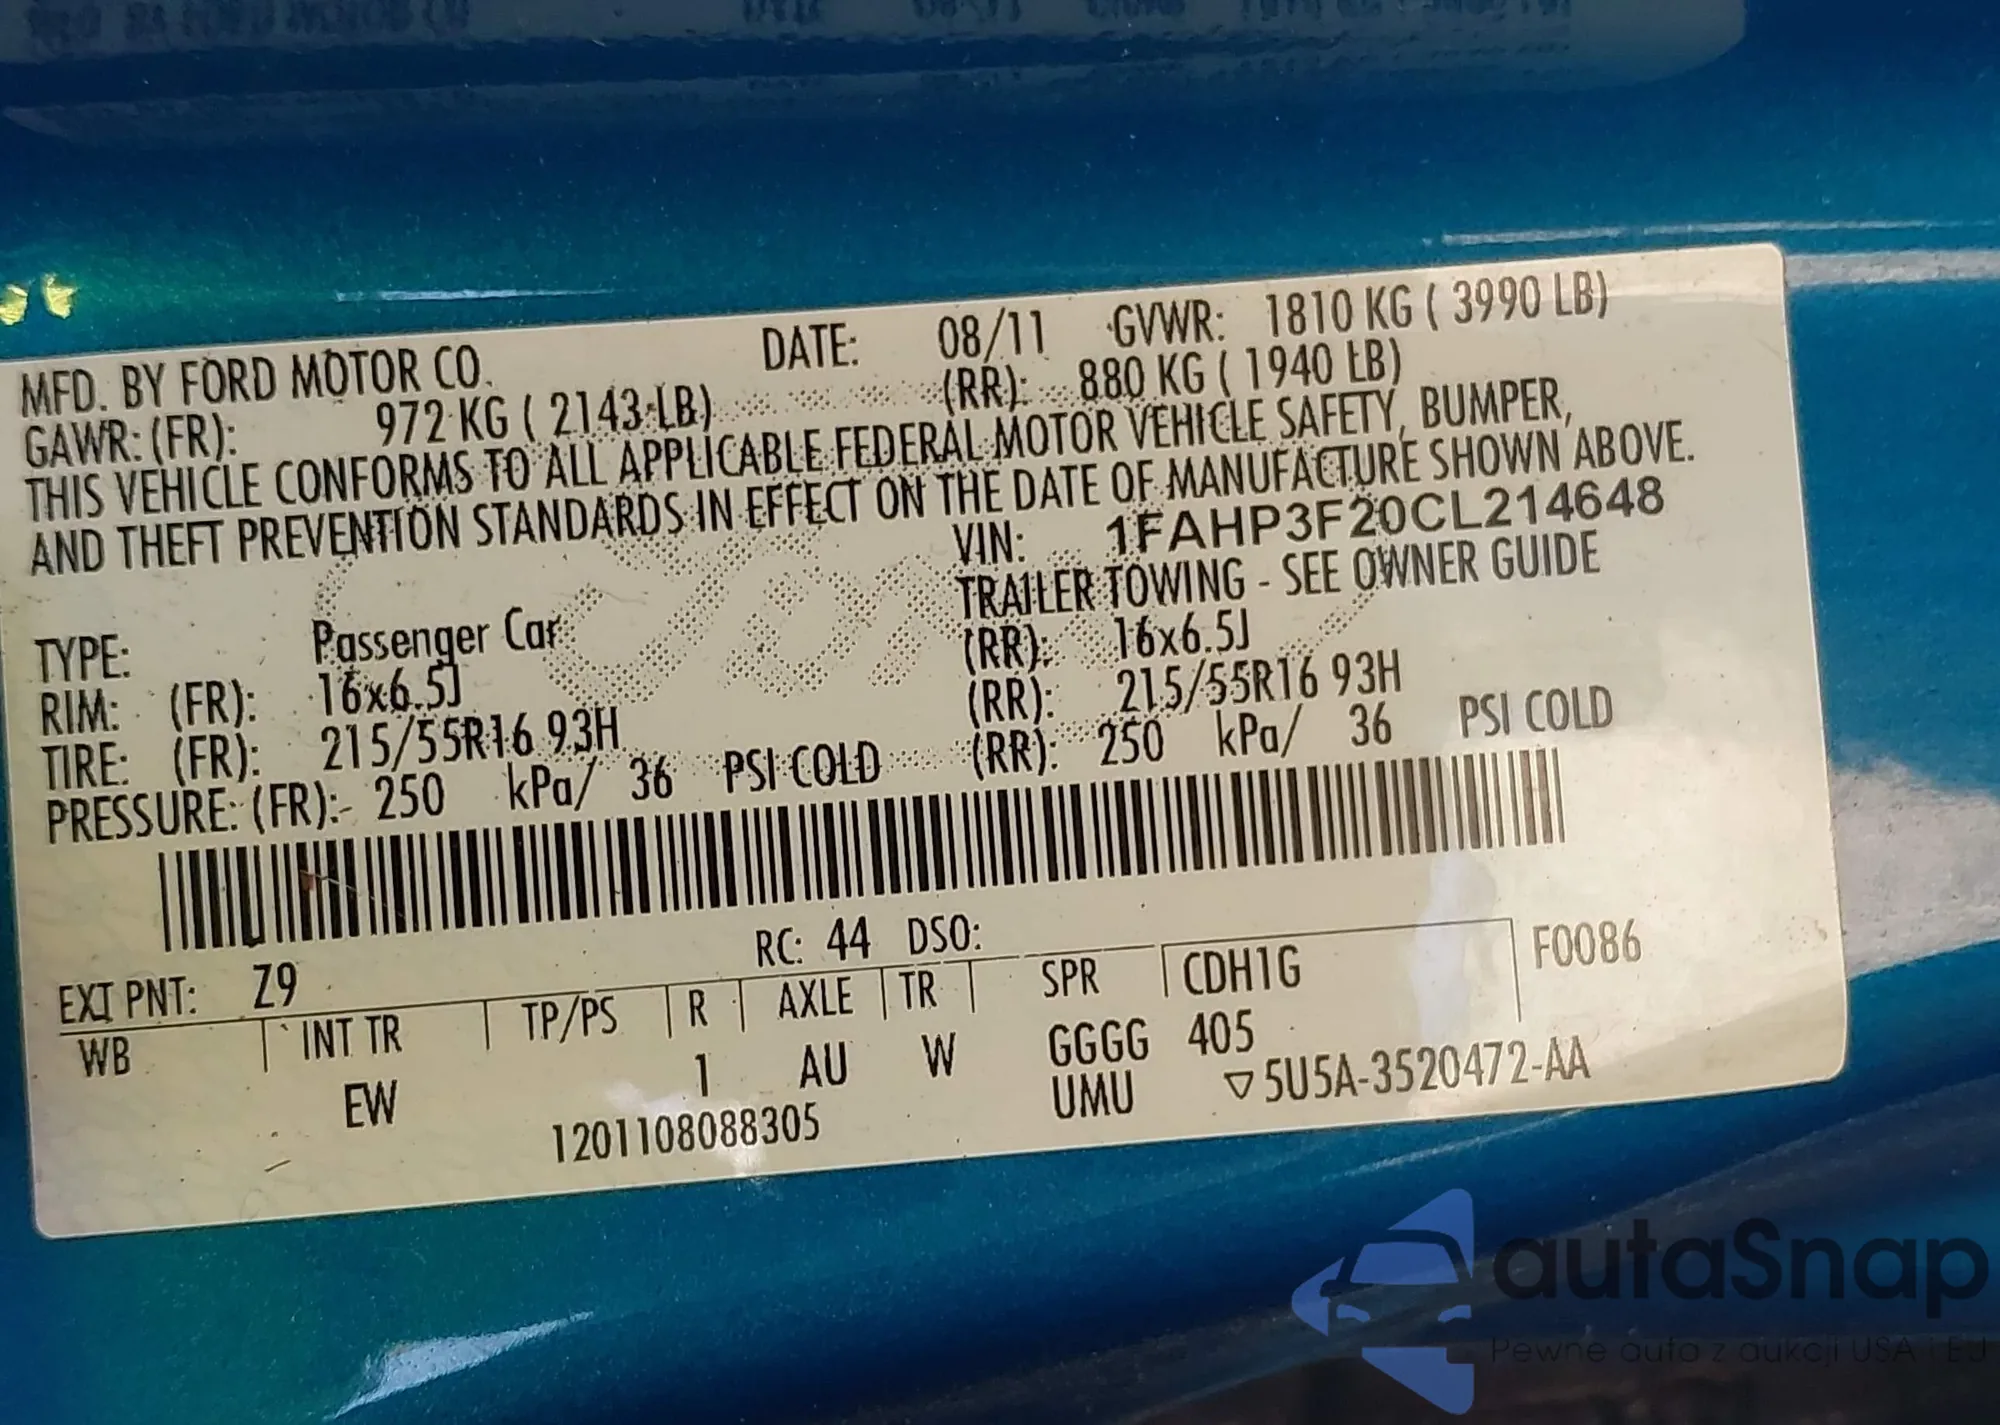 MFD. BY FORD MOTOR CO. DATE: 08/11 GVWR: 1810 KG ( 3990 LB)
GAWR: (FR): 972 KG ( 2143 LB) (RR): 880 KG ( 1940 LB)
THIS VEHICLE CONFORMS TO ALL APPLICABLE FEDERAL MOTOR VEHICLE SAFETY, BUMPER,
AND THEFT PREVENTION STANDARDS IN EFFECT ON THE DATE OF MANUFACTURE SHOWN ABOVE.
VIN: 1FAHP3F20CL214648
TRAILER TOWING - SEE OWNER GUIDE
TYPE: Passenger Car
RIM: (FR): 16x6.5J (RR): 16x6.5J
TIRE: (FR): 215/55R16 93H (RR): 215/55R16 93H
PRESSURE: (FR): 250 kPa/ 36 PSI COLD (RR): 250 kPa/ 36 PSI COLD
RC: 44 DSO:
EXT PNT: Z9 F0086
WB INT TR TP/PS R AXLE TR SPR CDH1G
EW 1 AU W GGGG 405
UMU ▽5U5A-3520472-AA
1201108088305
autaSnap
Pewne auta z aukcji USA i EU